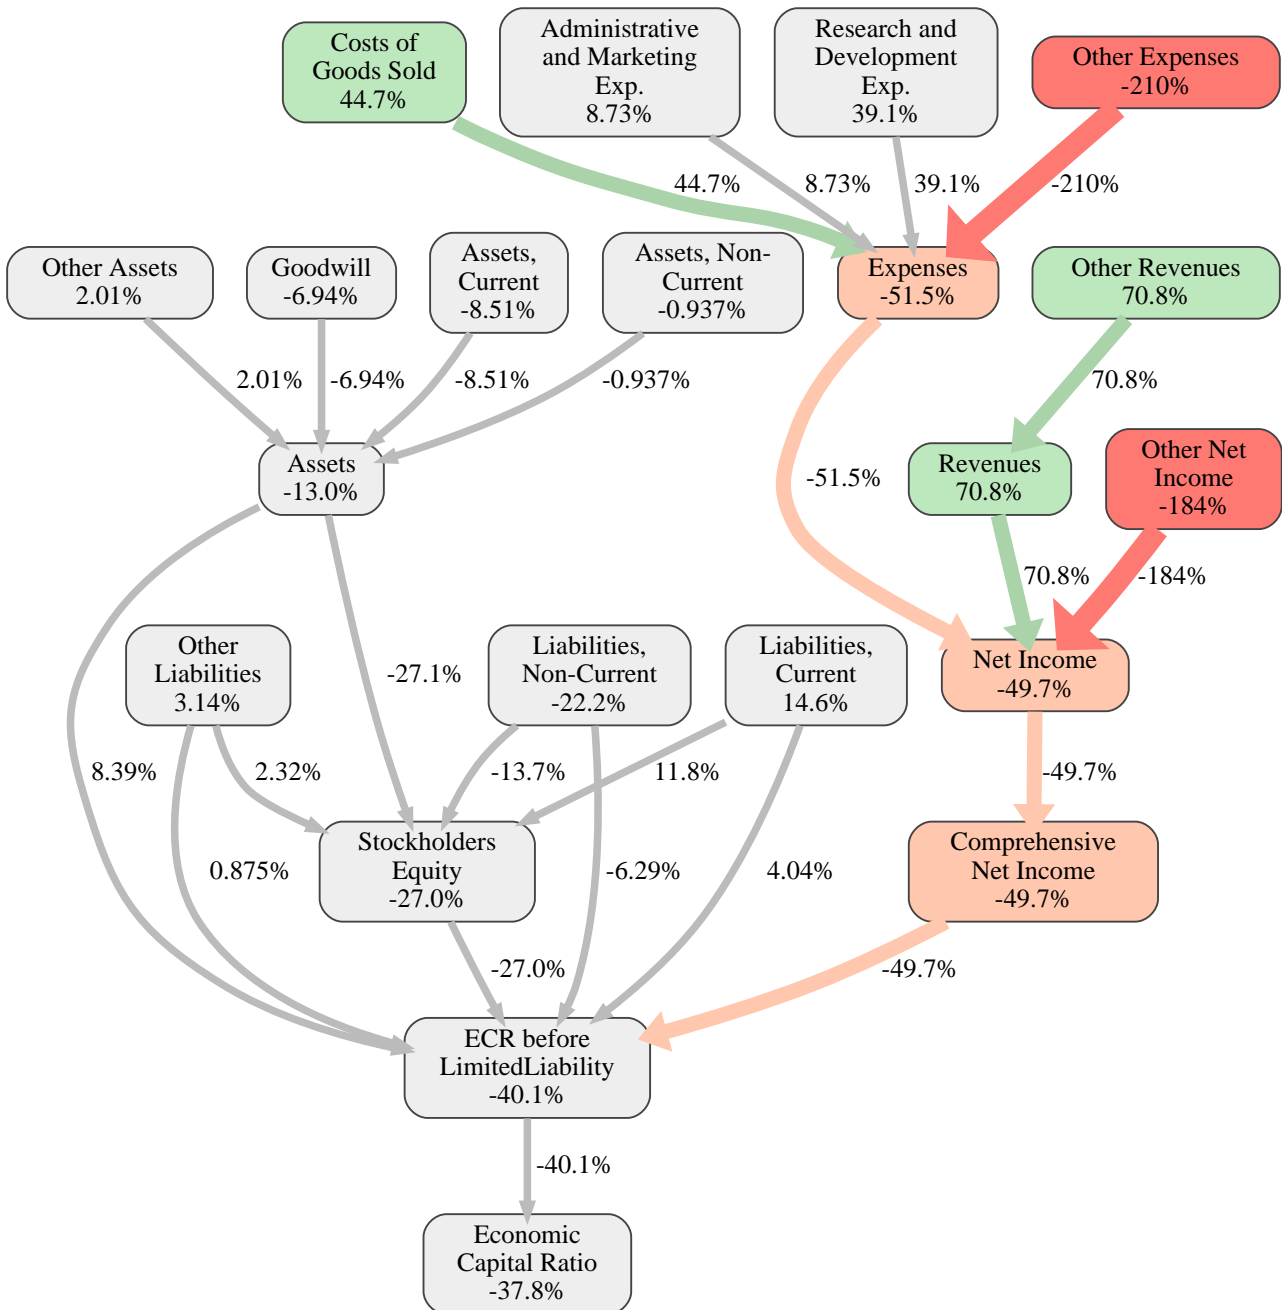 Costs of
Goods Sold
44.7%
Administrative
and Marketing
Exp.
8.73%
Research and
Development
Exp.
39.1%
Other Expenses
-210%
44.7%
8.73%
39.1%
-210%
Other Assets
2.01%
Goodwill
-6.94%
Assets,
Current
-8.51%
Assets, Non-
Current
-0.937%
Expenses
-51.5%
Other Revenues
70.8%
2.01%
-6.94%
-8.51%
-0.937%
70.8%
Assets
-13.0%
-51.5%
Revenues
70.8%
Other Net
Income
-184%
70.8%
-184%
Other
Liabilities
3.14%
-27.1%
Liabilities,
Non-Current
-22.2%
Liabilities,
Current
14.6%
Net Income
-49.7%
8.39%
2.32%
-13.7%
11.8%
-49.7%
0.875%
Stockholders
Equity
-27.0%
-6.29%
4.04%
Comprehensive
Net Income
-49.7%
-27.0%
-49.7%
ECR before
LimitedLiability
-40.1%
-40.1%
Economic
Capital Ratio
-37.8%